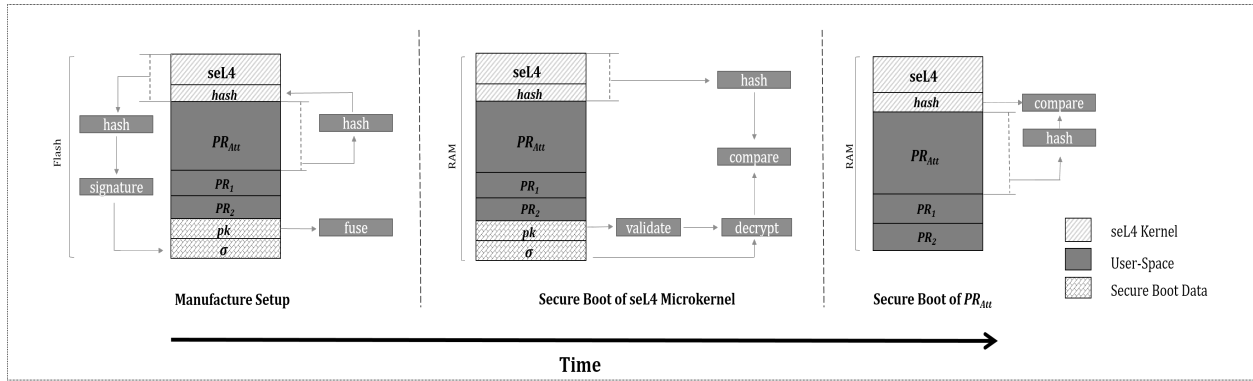 Flash
seL4
hash
PR_Att
PR_1
PR_2
pk
σ
hash
signature
hash
fuse
Manufacture Setup
RAM
seL4
hash
PR_Att
PR_1
PR_2
pk
σ
hash
compare
validate
decrypt
Secure Boot of seL4 Microkernel
RAM
seL4
hash
PR_Att
PR_1
PR_2
compare
hash
Secure Boot of PR_Att
seL4 Kernel
User-Space
Secure Boot Data
Time